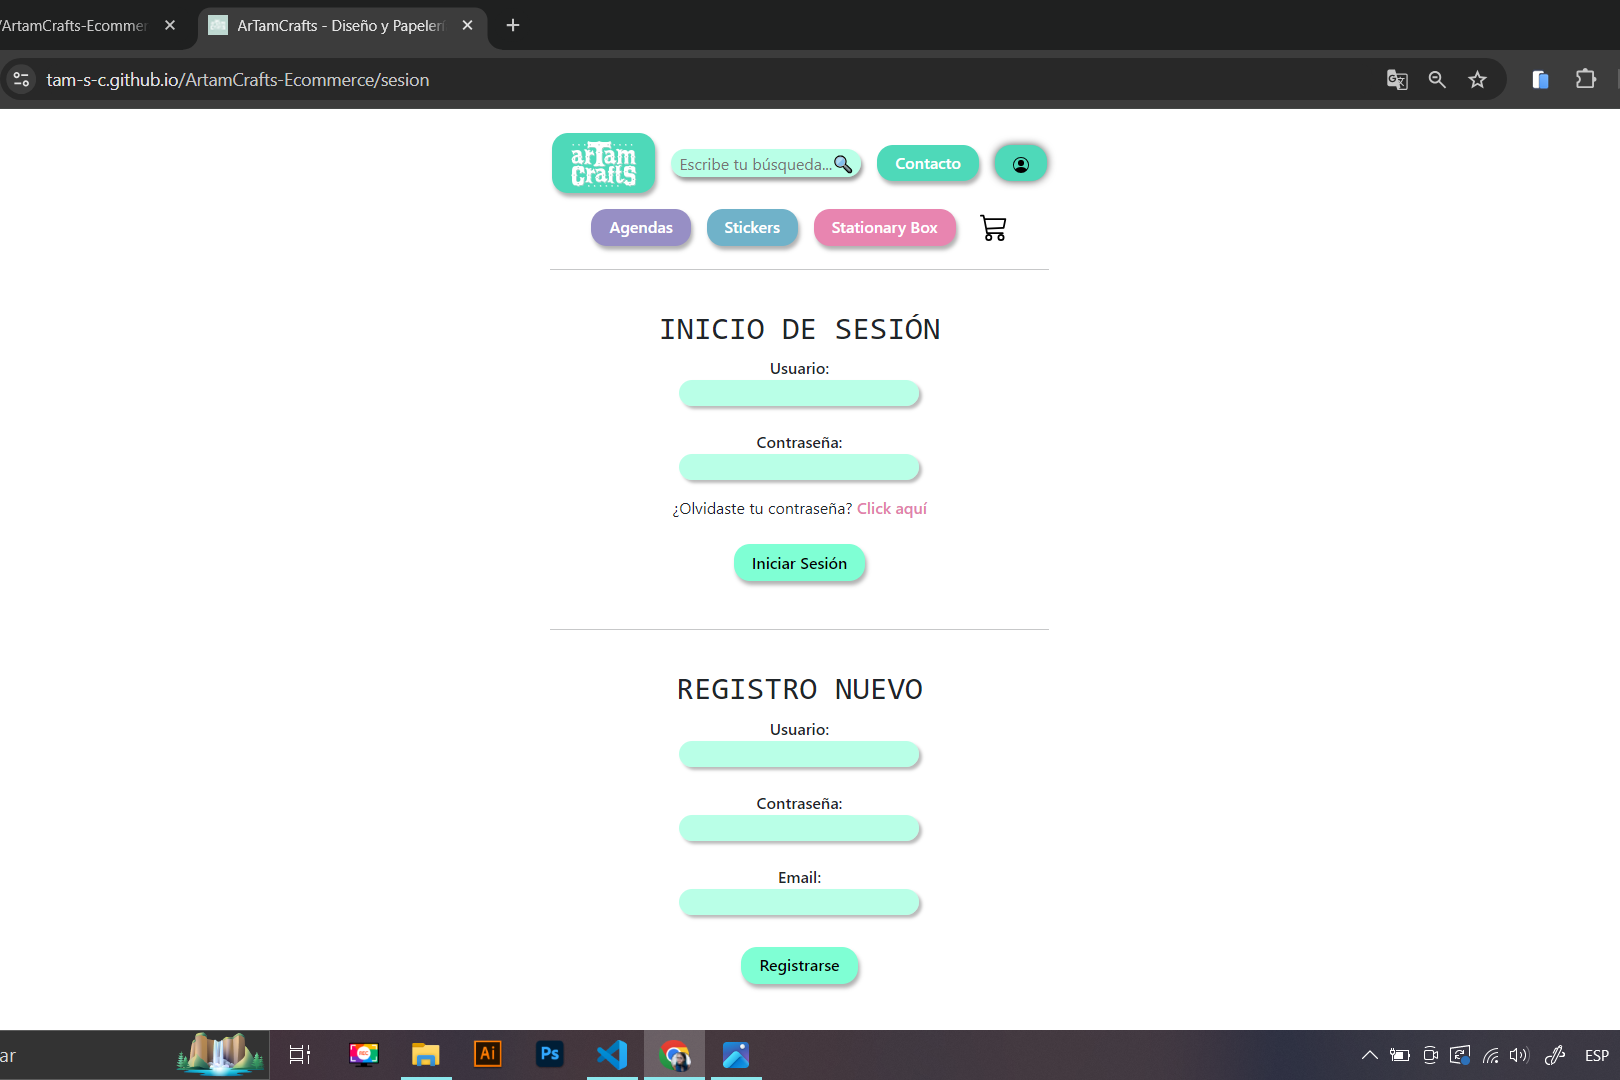 /ArtamCrafts-Ecommer
ArTamCrafts - Diseño y Papelerí
tam-s-c.github.io/ArtamCrafts-Ecommerce/sesion
arTam
Crafts
Escribe tu búsqueda...
Contacto
Agendas
Stickers
Stationary Box
INICIO DE SESIÓN
Usuario:
Contraseña:
¿Olvidaste tu contraseña? Click aquí
Iniciar Sesión
REGISTRO NUEVO
Usuario:
Contraseña:
Email:
Registrarse
ar
Ai
Ps
ESP